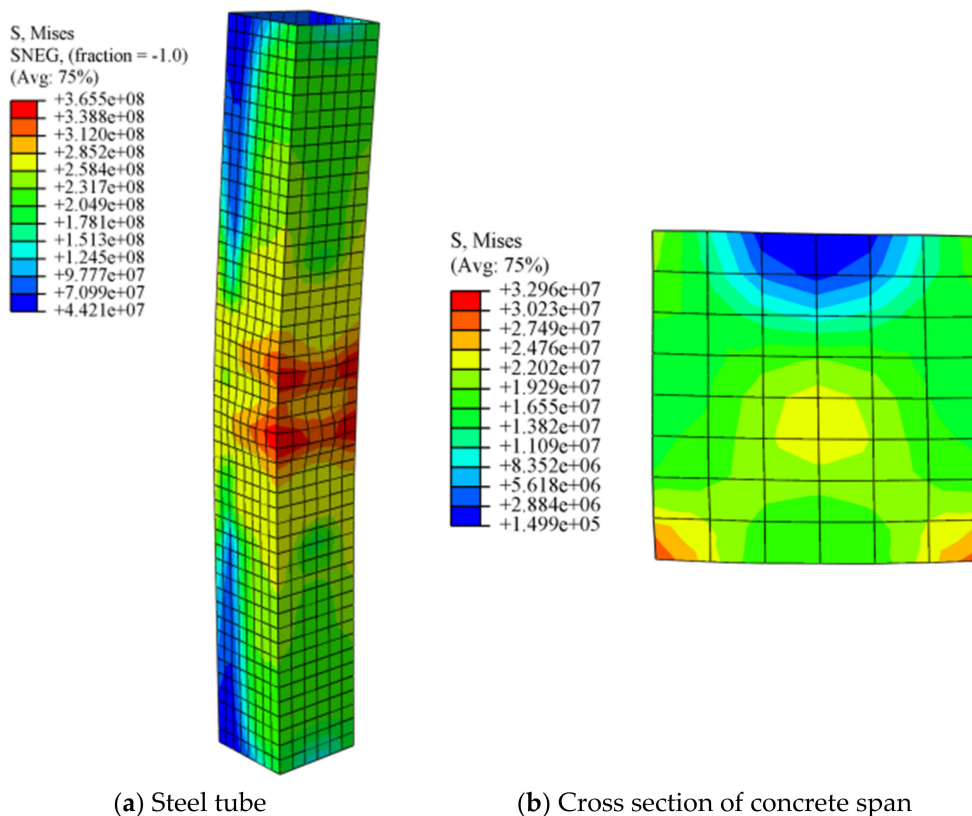 S, Mises
SNEG, (fraction = -1.0)
(Avg: 75%)
+3.655e+08
+3.388e+08
+3.120e+08
+2.852e+08
+2.584e+08
+2.317e+08
+2.049e+08
+1.781e+08
+1.513e+08
+1.245e+08
+9.777e+07
+7.099e+07
+4.421e+07
S, Mises
(Avg: 75%)
+3.296e+07
+3.023e+07
+2.749e+07
+2.476e+07
+2.202e+07
+1.929e+07
+1.655e+07
+1.382e+07
+1.109e+07
+8.352e+06
+5.618e+06
+2.884e+06
+1.499e+05
(a) Steel tube
(b) Cross section of concrete span